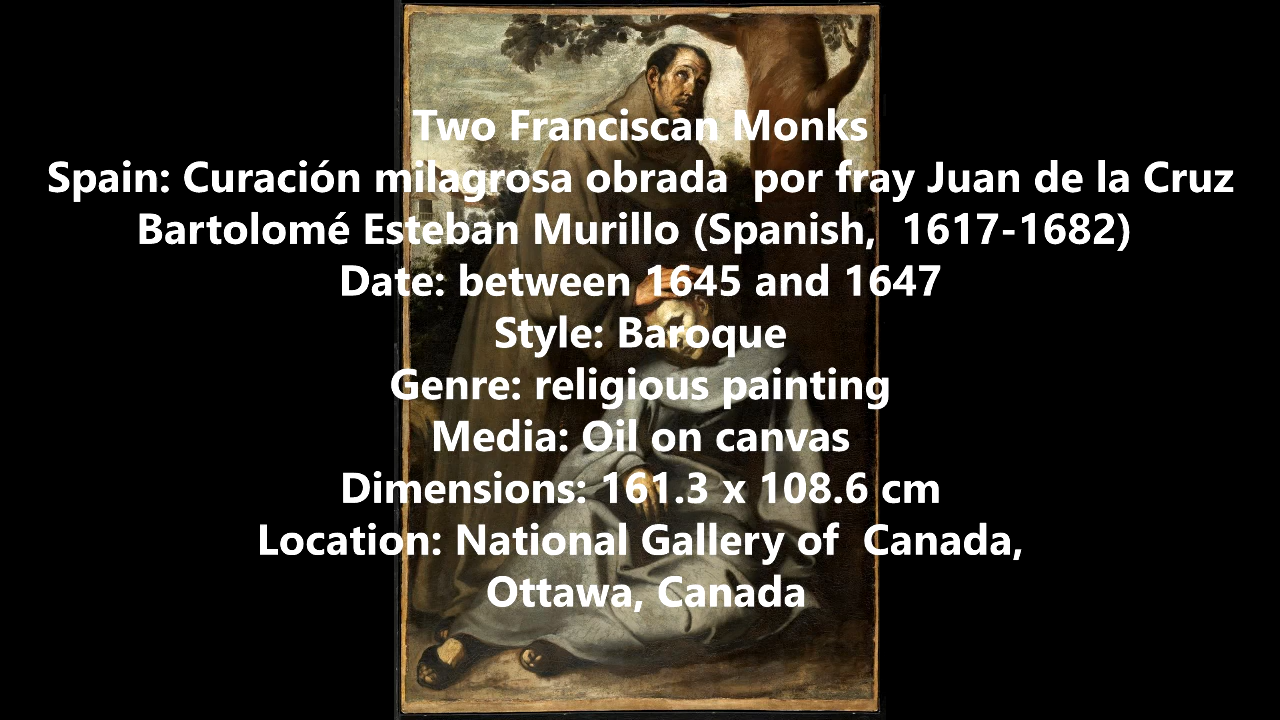 Two Franciscan Monks
Spain: Curación milagrosa obrada por fray Juan de la Cruz
Bartolomé Esteban Murillo (Spanish, 1617-1682)
Date: between 1645 and 1647
Style: Baroque
Genre: religious painting
Media: Oil on canvas
Dimensions: 161.3 x 108.6 cm
Location: National Gallery of Canada,
Ottawa, Canada